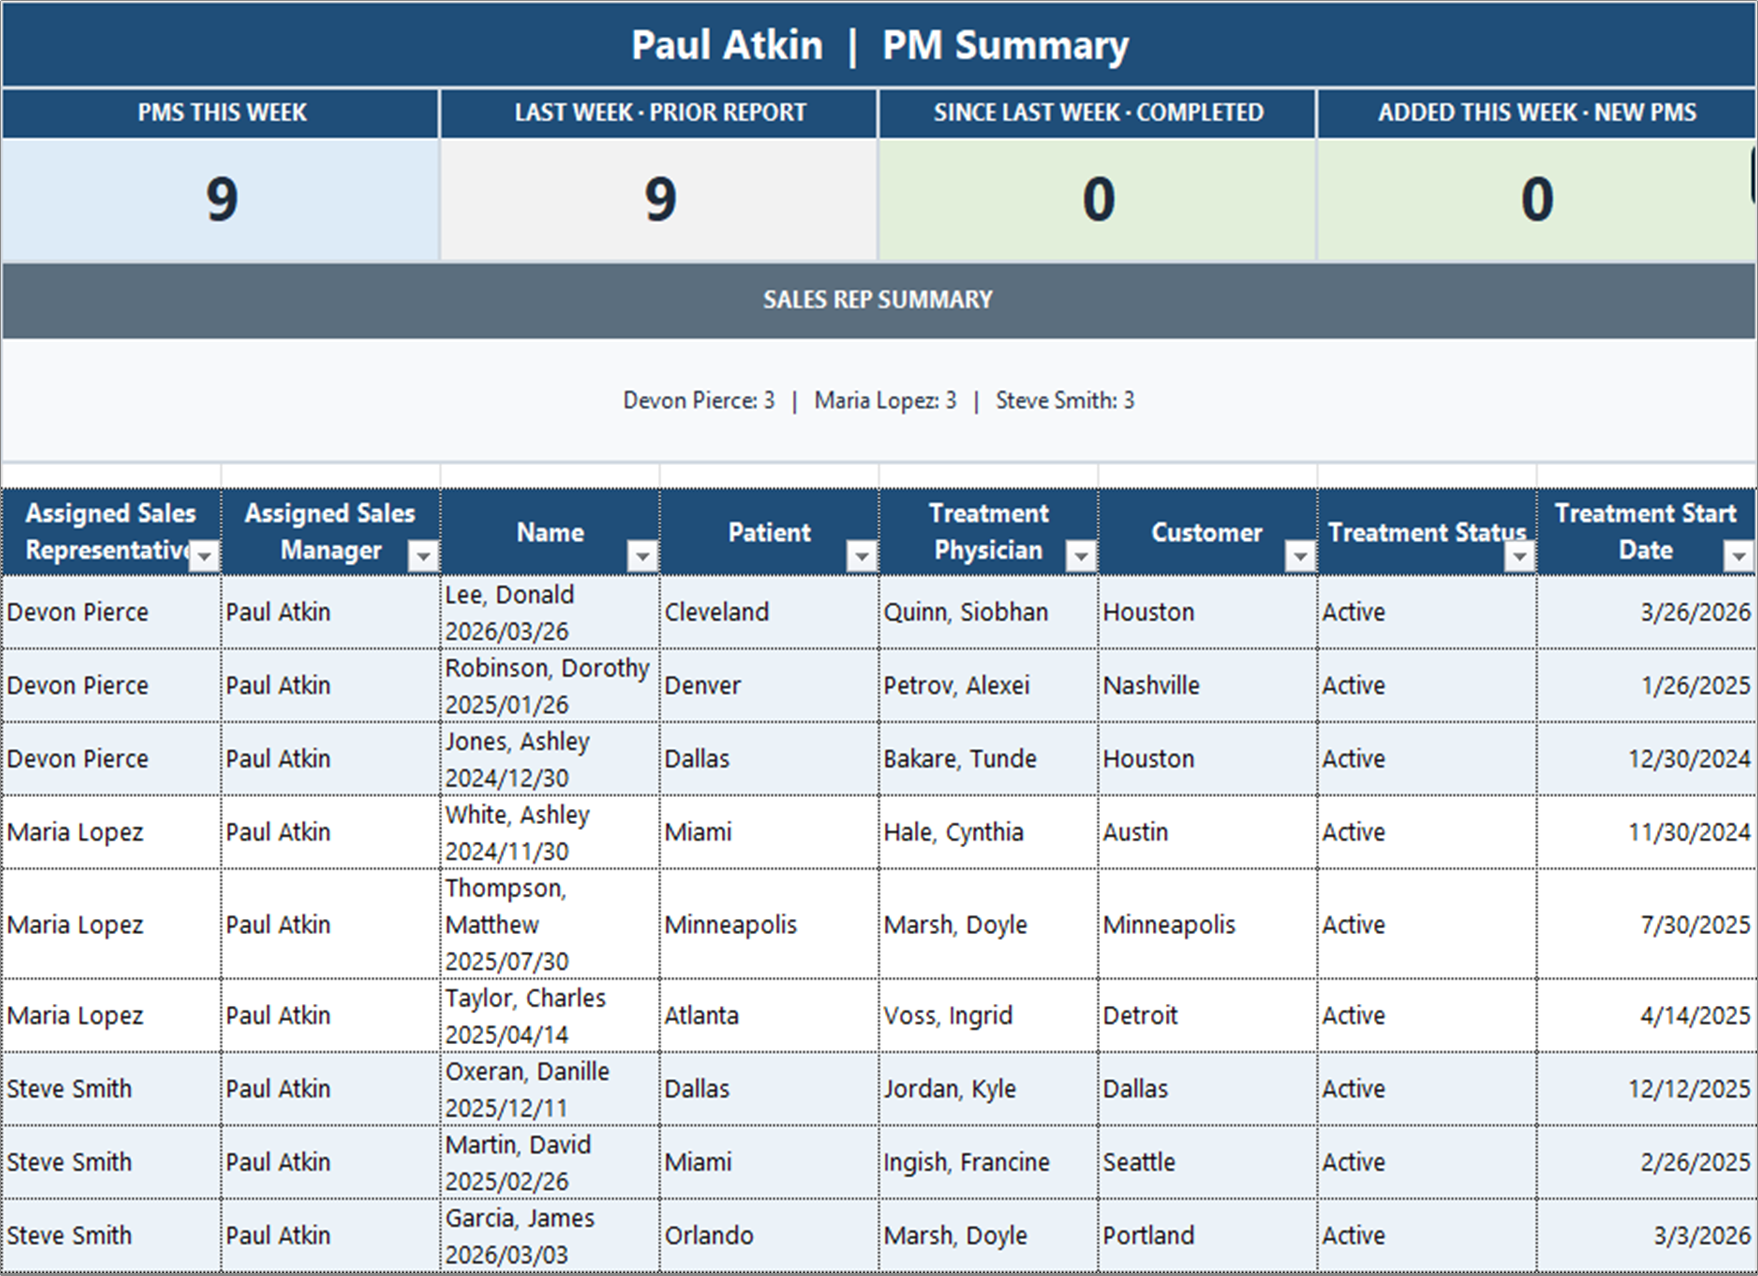 Paul Atkin | PM Summary
PMS THIS WEEK
LAST WEEK · PRIOR REPORT
SINCE LAST WEEK · COMPLETED
ADDED THIS WEEK · NEW PMS
9
9
0
0
SALES REP SUMMARY
Devon Pierce: 3 | Maria Lopez: 3 | Steve Smith: 3
Assigned Sales
Representative
Assigned Sales
Manager
Name
Patient
Treatment
Physician
Customer
Treatment Status
Treatment Start
Date
Devon Pierce
Paul Atkin
Lee, Donald
2026/03/26
Cleveland
Quinn, Siobhan
Houston
Active
3/26/2026
Devon Pierce
Paul Atkin
Robinson, Dorothy
2025/01/26
Denver
Petrov, Alexei
Nashville
Active
1/26/2025
Devon Pierce
Paul Atkin
Jones, Ashley
2024/12/30
Dallas
Bakare, Tunde
Houston
Active
12/30/2024
Maria Lopez
Paul Atkin
White, Ashley
2024/11/30
Miami
Hale, Cynthia
Austin
Active
11/30/2024
Maria Lopez
Paul Atkin
Thompson,
Matthew
2025/07/30
Minneapolis
Marsh, Doyle
Minneapolis
Active
7/30/2025
Maria Lopez
Paul Atkin
Taylor, Charles
2025/04/14
Atlanta
Voss, Ingrid
Detroit
Active
4/14/2025
Steve Smith
Paul Atkin
Oxeran, Danille
2025/12/11
Dallas
Jordan, Kyle
Dallas
Active
12/12/2025
Steve Smith
Paul Atkin
Martin, David
2025/02/26
Miami
Ingish, Francine
Seattle
Active
2/26/2025
Steve Smith
Paul Atkin
Garcia, James
2026/03/03
Orlando
Marsh, Doyle
Portland
Active
3/3/2026